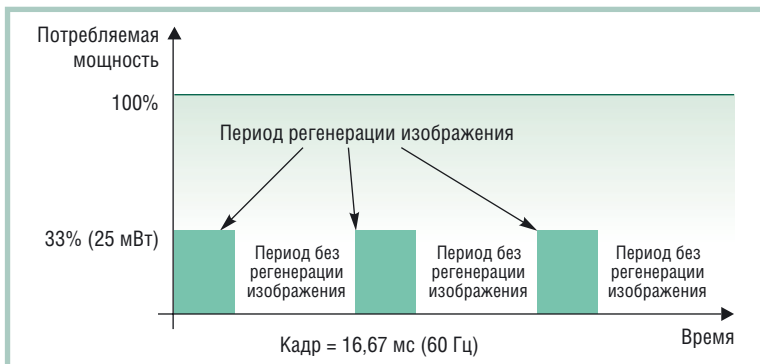 Потребляемая
мощность
100%
Период регенерации изображения
33% (25 мВт)
Период без
регенерации
изображения
Период без
регенерации
изображения
Период без
регенерации
изображения
Кадр = 16,67 мс (60 Гц)
Время